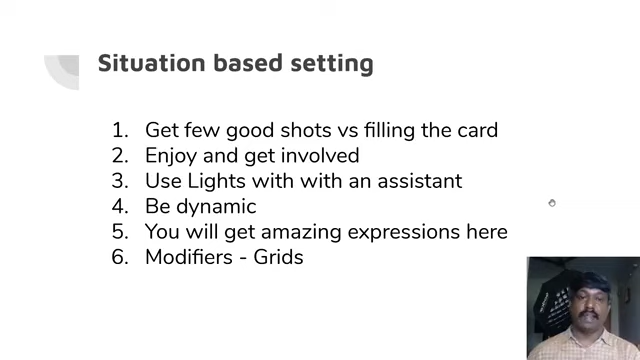 Situation based setting
1. Get few good shots vs filling the card
2. Enjoy and get involved
3. Use Lights with with an assistant
4. Be dynamic
5. You will get amazing expressions here
6. Modifiers - Grids